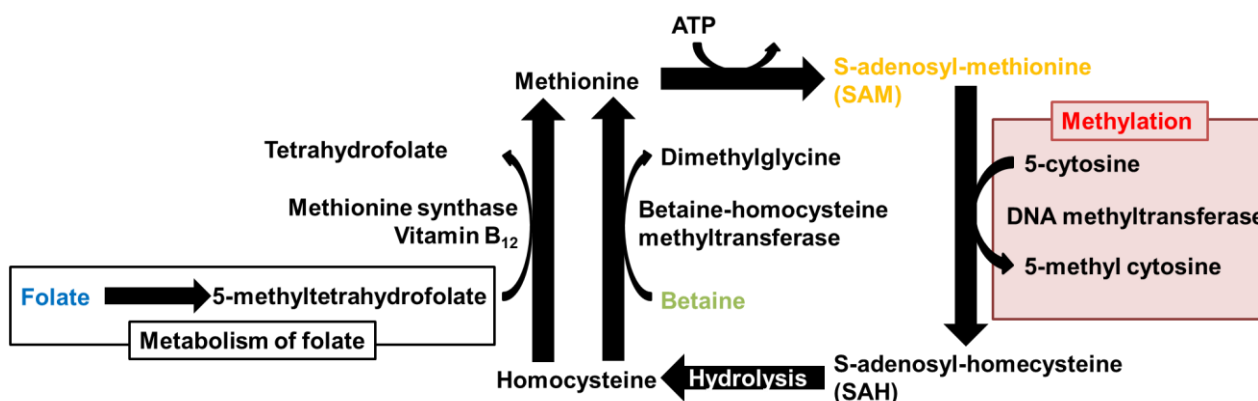 ATP
Methionine
S-adenosyl-methionine
(SAM)
Methylation
Tetrahydrofolate
Dimethylglycine
5-cytosine
Methionine synthase
Vitamin B₁₂
Betaine-homocysteine
methyltransferase
DNA methyltransferase
Folate
5-methyltetrahydrofolate
Betaine
5-methyl cytosine
Metabolism of folate
Homocysteine
Hydrolysis
S-adenosyl-homecysteine
(SAH)